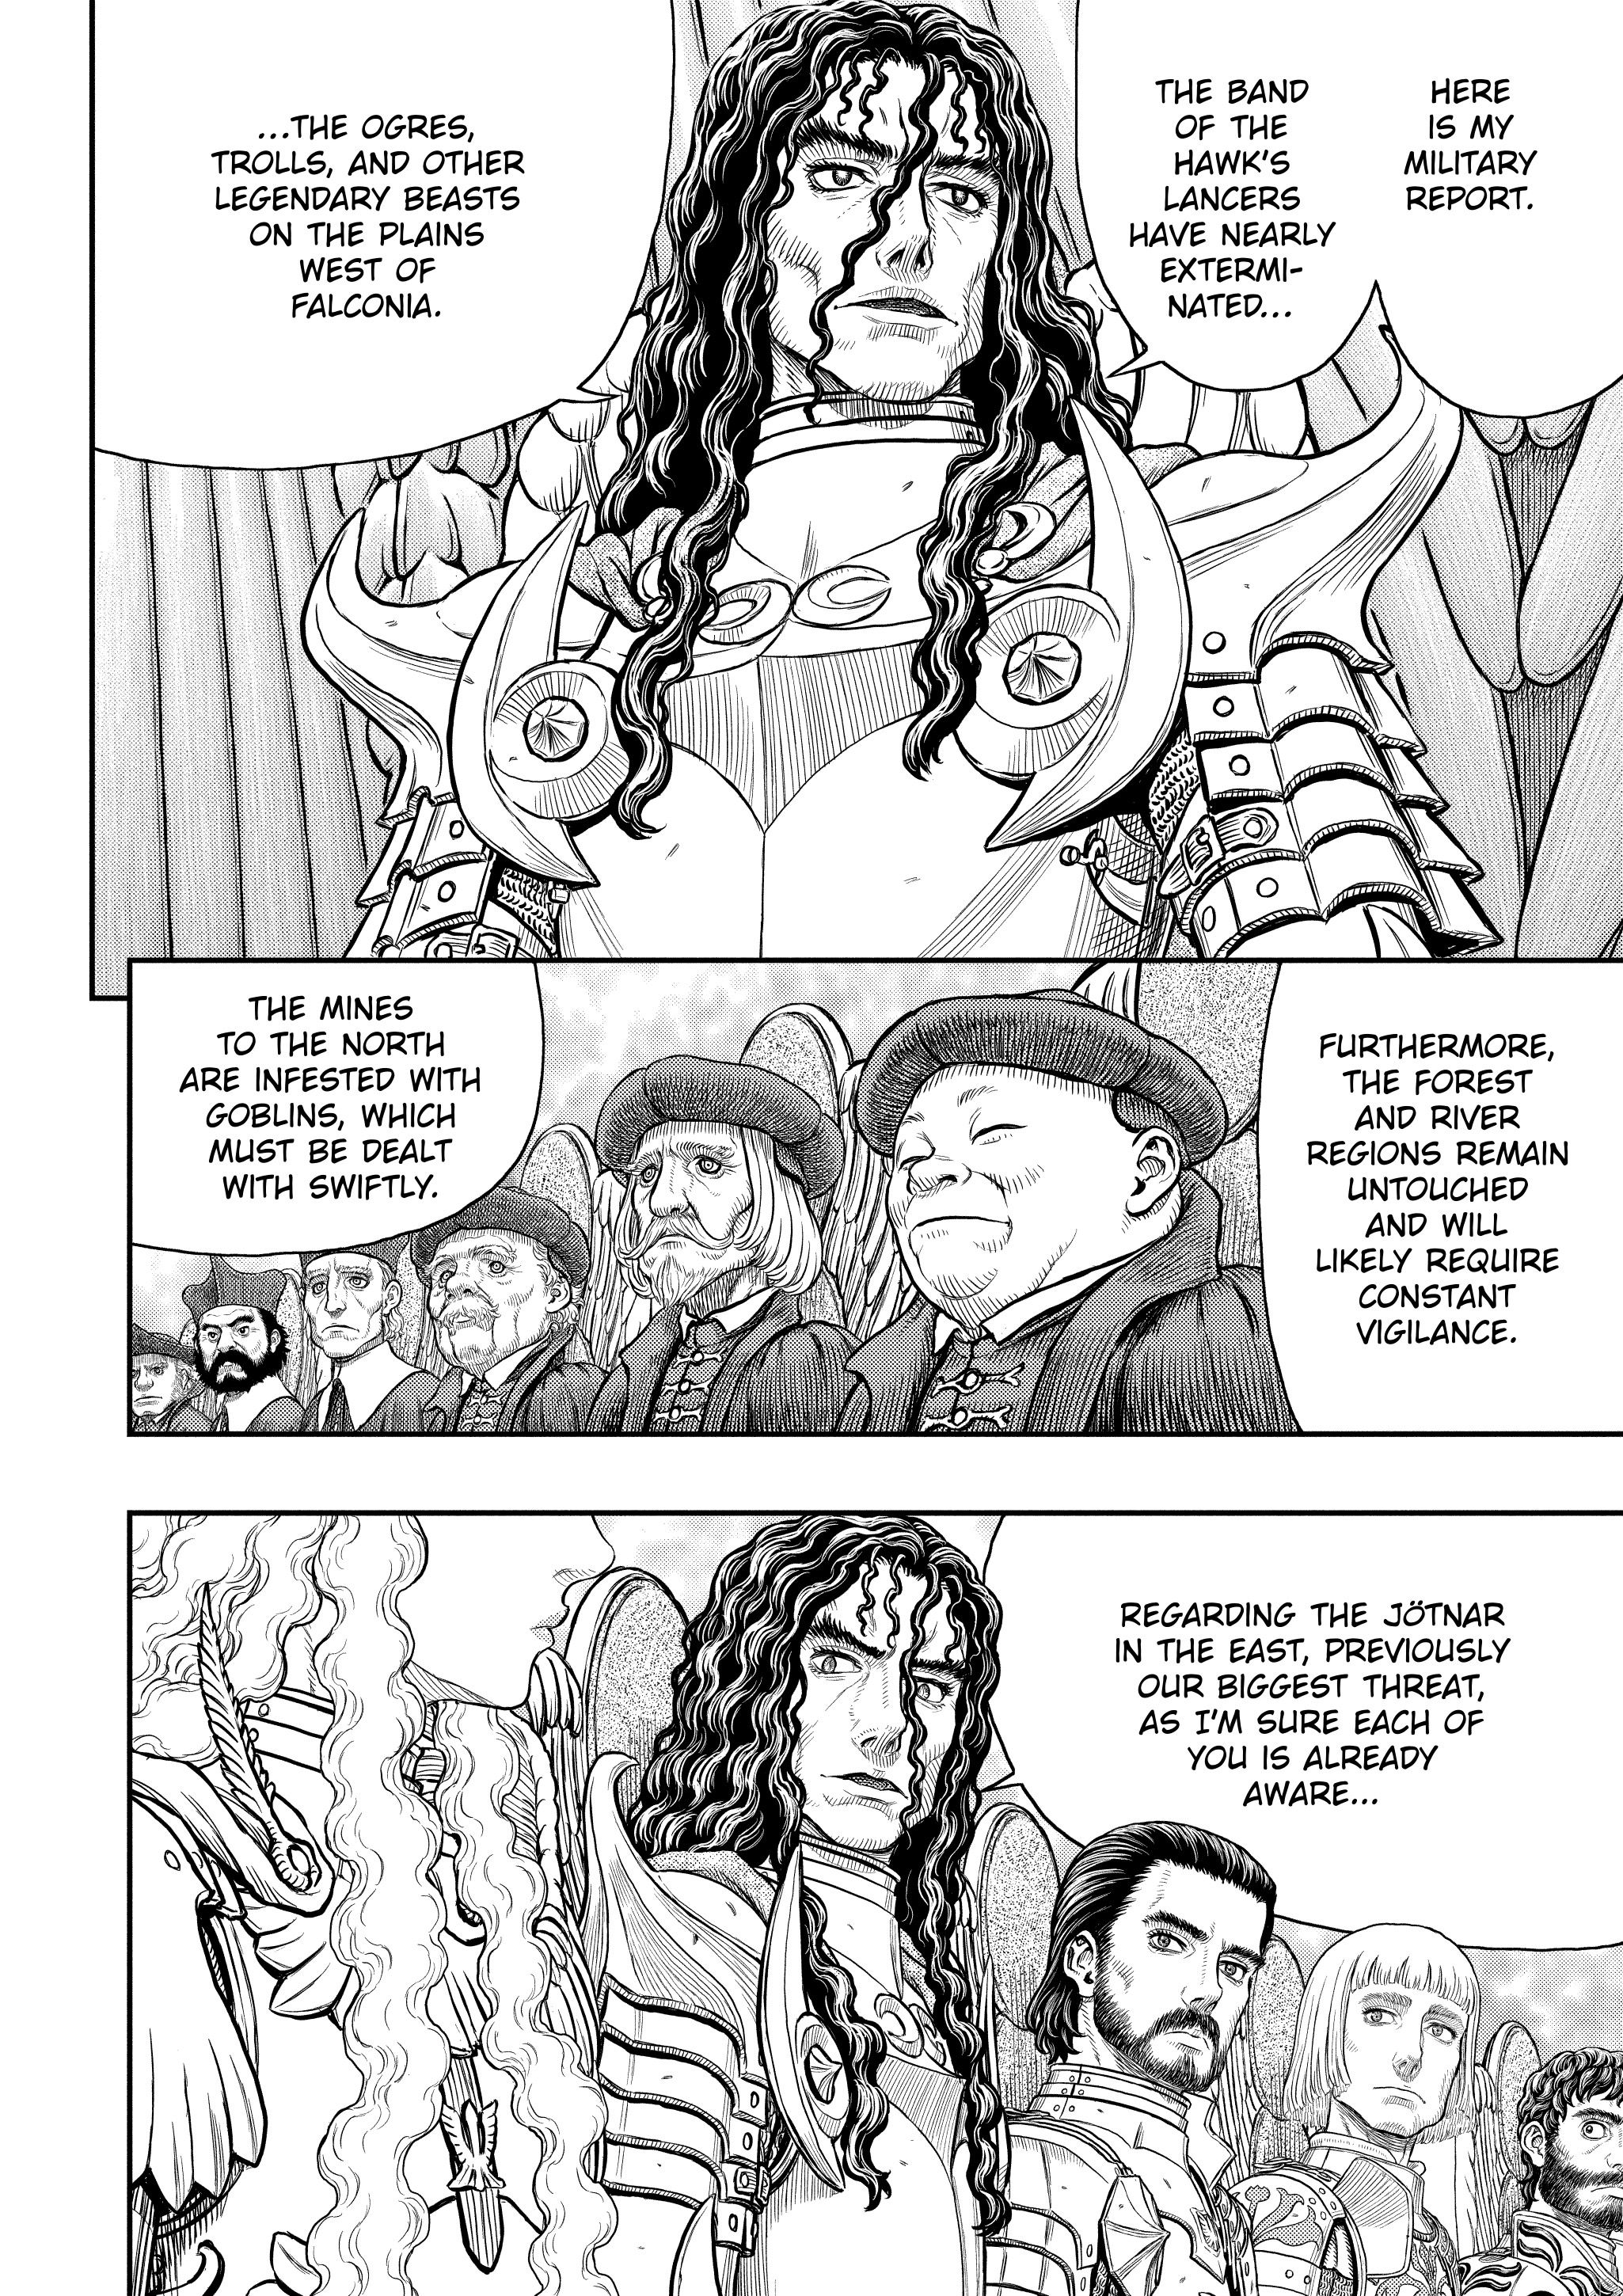 HERE
IS MY
MILITARY
REPORT.
THE BAND
OF THE
HAWK'S
LANCERS
HAVE NEARLY
EXTERMI-
NATED...
...THE OGRES,
TROLLS, AND OTHER
LEGENDARY BEASTS
ON THE PLAINS
WEST OF
FALCONIA.
FURTHERMORE,
THE FOREST
AND RIVER
REGIONS REMAIN
UNTOUCHED
AND WILL
LIKELY REQUIRE
CONSTANT
VIGILANCE.
THE MINES
TO THE NORTH
ARE INFESTED WITH
GOBLINS, WHICH
MUST BE DEALT
WITH SWIFTLY.
REGARDING THE JÖTNAR
IN THE EAST, PREVIOUSLY
OUR BIGGEST THREAT,
AS I'M SURE EACH OF
YOU IS ALREADY
AWARE...